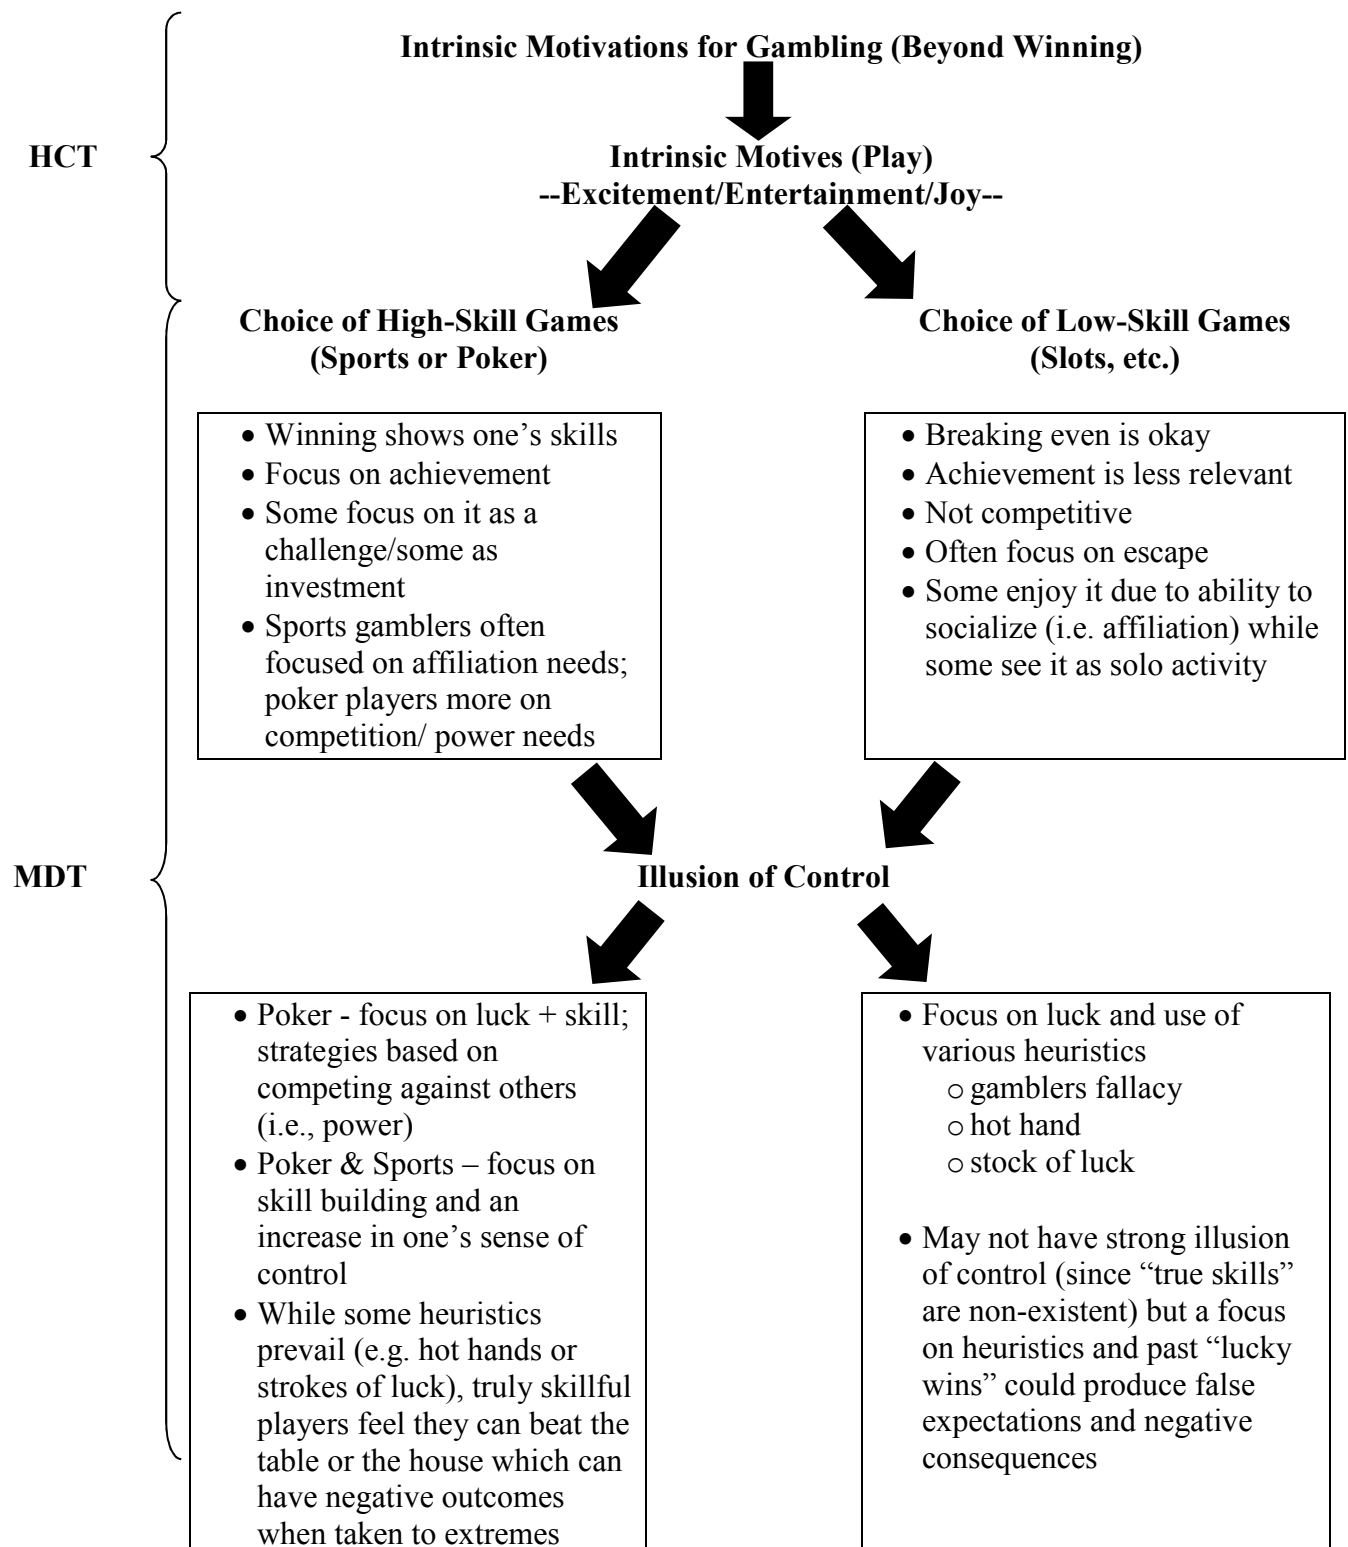 Intrinsic Motivations for Gambling (Beyond Winning)
HCT
Intrinsic Motives (Play)
--Excitement/Entertainment/Joy--
Choice of High-Skill Games
(Sports or Poker)
Choice of Low-Skill Games
(Slots, etc.)
• Winning shows one’s skills
• Focus on achievement
• Some focus on it as a
challenge/some as
investment
• Sports gamblers often
focused on affiliation needs;
poker players more on
competition/ power needs
• Breaking even is okay
• Achievement is less relevant
• Not competitive
• Often focus on escape
• Some enjoy it due to ability to
socialize (i.e. affiliation) while
some see it as solo activity
MDT
Illusion of Control
• Poker - focus on luck + skill;
strategies based on
competing against others
(i.e., power)
• Poker & Sports – focus on
skill building and an
increase in one’s sense of
control
• While some heuristics
prevail (e.g. hot hands or
strokes of luck), truly skillful
players feel they can beat the
table or the house which can
have negative outcomes
when taken to extremes
• Focus on luck and use of
various heuristics
o gamblers fallacy
o hot hand
o stock of luck
• May not have strong illusion
of control (since “true skills”
are non-existent) but a focus
on heuristics and past “lucky
wins” could produce false
expectations and negative
consequences